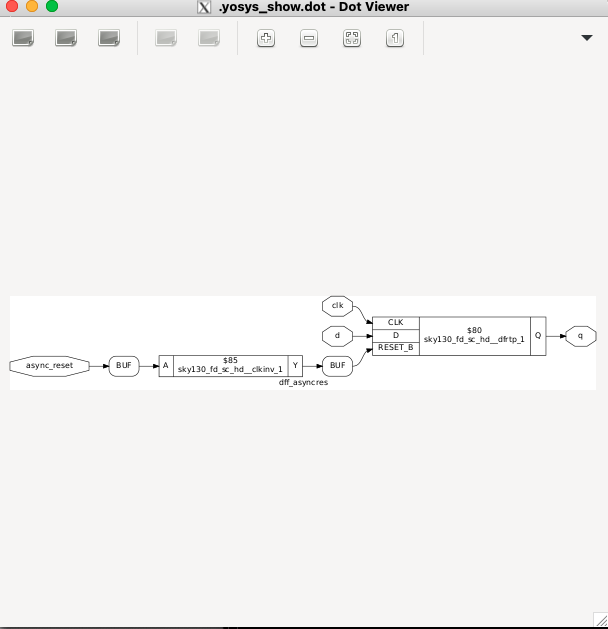 .yosys_show.dot - Dot Viewer
clk
CLK
$80
d
D
sky130_fd_sc_hd__dfrtp_1
Q
q
RESET_B
async_reset
BUF
A
$85
sky130_fd_sc_hd__clkinv_1
Y
BUF
dff_asyncres